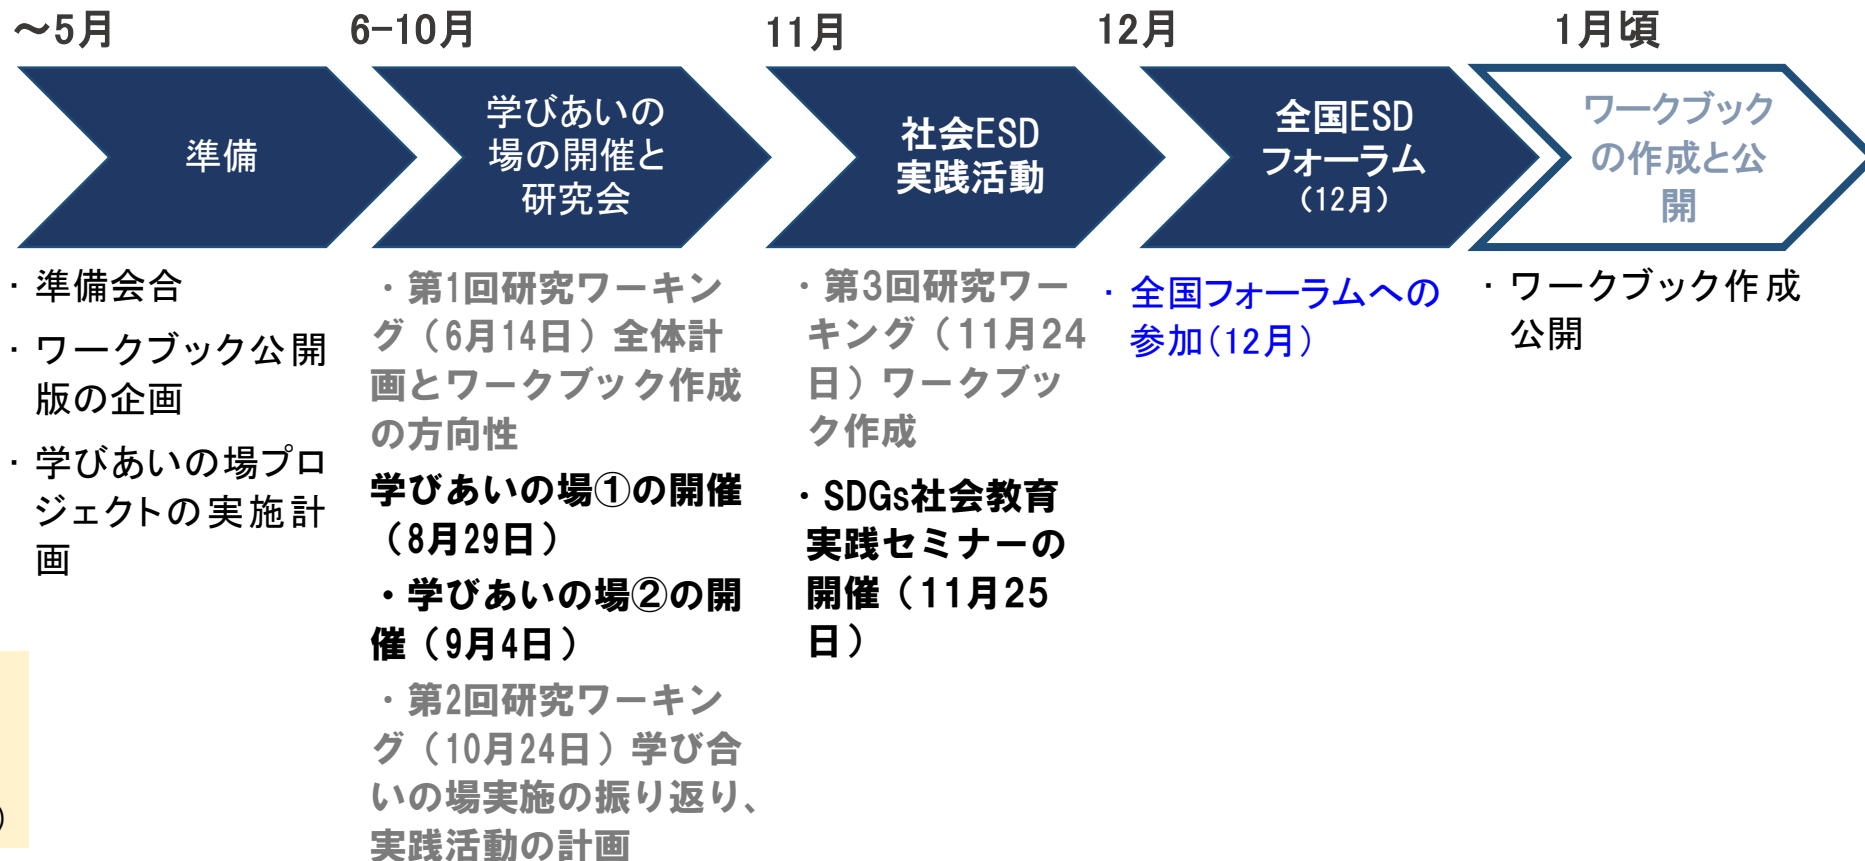 ～5月
6-10月
11月
12月
1月頃
準備
学びあいの
場の開催と
研究会
社会ESD
実践活動
全国ESD
フォーラム
（12月）
ワークブック
の作成と公
開
・準備会合
・ワークブック公開
版の企画
・学びあいの場プロ
ジェクトの実施計
画
・第1回研究ワーキン
グ（6月14日）全体計
画とワークブック作成
の方向性
学びあいの場①の開催
（8月29日）
・学びあいの場②の開
催（9月4日）
・第2回研究ワーキン
グ（10月24日）学び合
いの場実施の振り返り、
実践活動の計画
・第3回研究ワー
キング（11月24
日）ワークブッ
ク作成
・SDGs社会教育
実践セミナーの
開催（11月25
日）
・全国フォーラムへの
参加(12月)
・ワークブック作成
公開
)